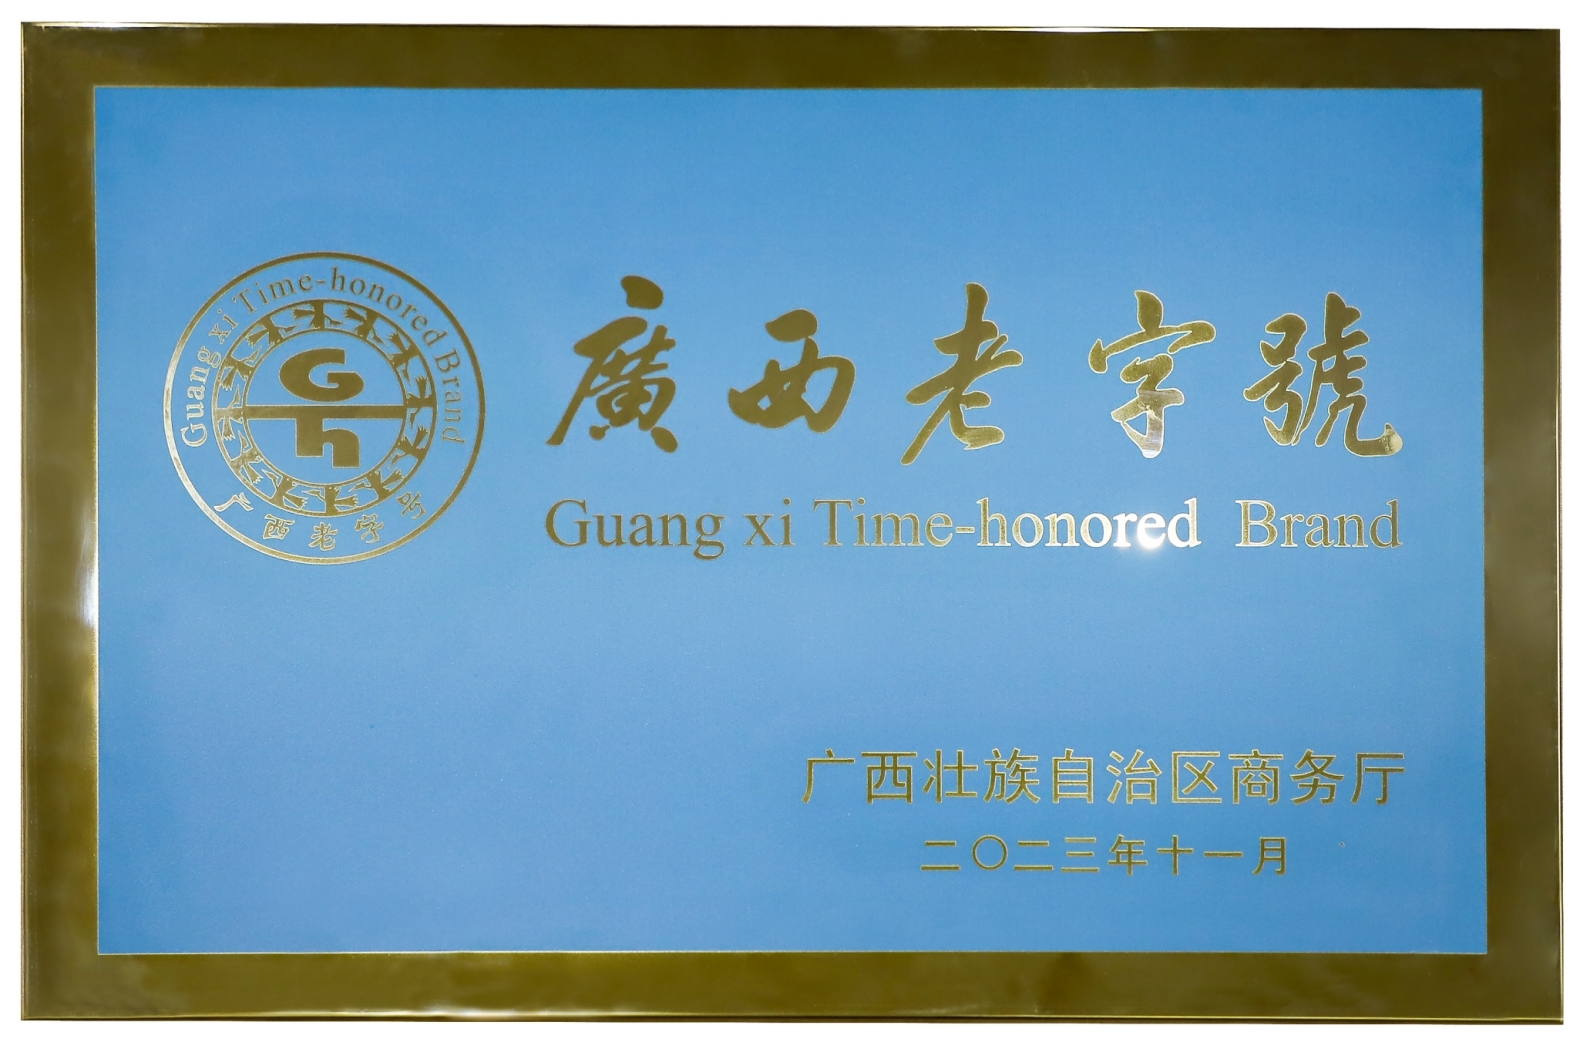 Guang xi Time-honored Brand
Gh
广西老字号
廣西老字號
Guang xi Time-honored Brand
广西壮族自治区商务厅
二〇二三年十一月